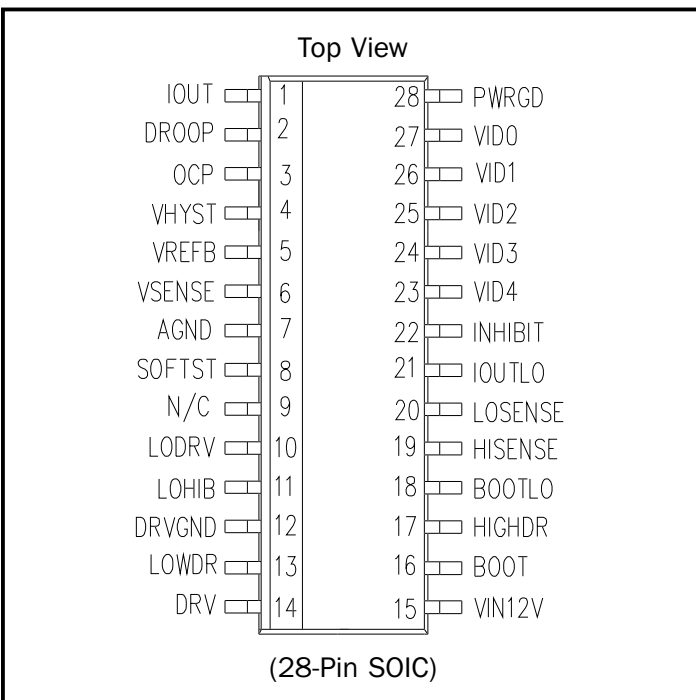 Top View
IOUT 1 28 PWRGD
DROOP 2 27 VID0
OCP 3 26 VID1
VHYST 4 25 VID2
VREFB 5 24 VID3
VSENSE 6 23 VID4
AGND 7 22 INHIBIT
SOFTST 8 21 IOUTLO
N/C 9 20 LOSENSE
LODRV 10 19 HISENSE
LOHIB 11 18 BOOTLO
DRVGND 12 17 HIGHDR
LOWDR 13 16 BOOT
DRV 14 15 VIN12V
(28-Pin SOIC)